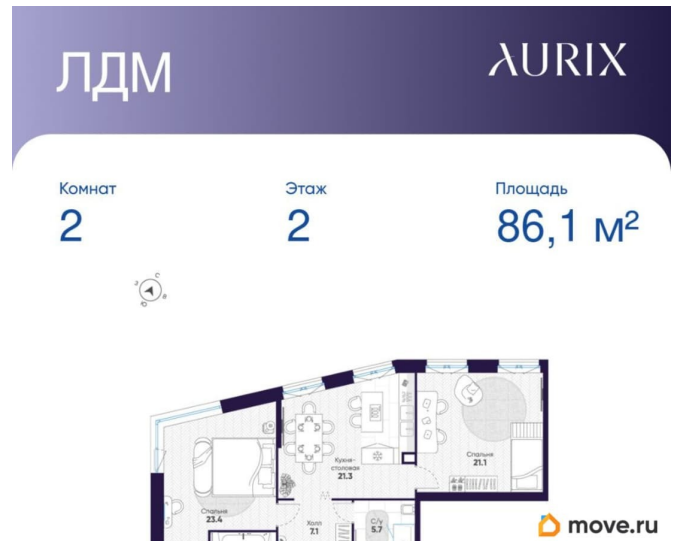 ЛДМ
AURIX
Комнат
Этаж
Площадь
2
2
86,1 м²
С
З
В
Ю
Спальня
21.1
Кухня-
столовая
21.3
Спальня
23.4
Холл
7.1
С/у
5.7
move.ru